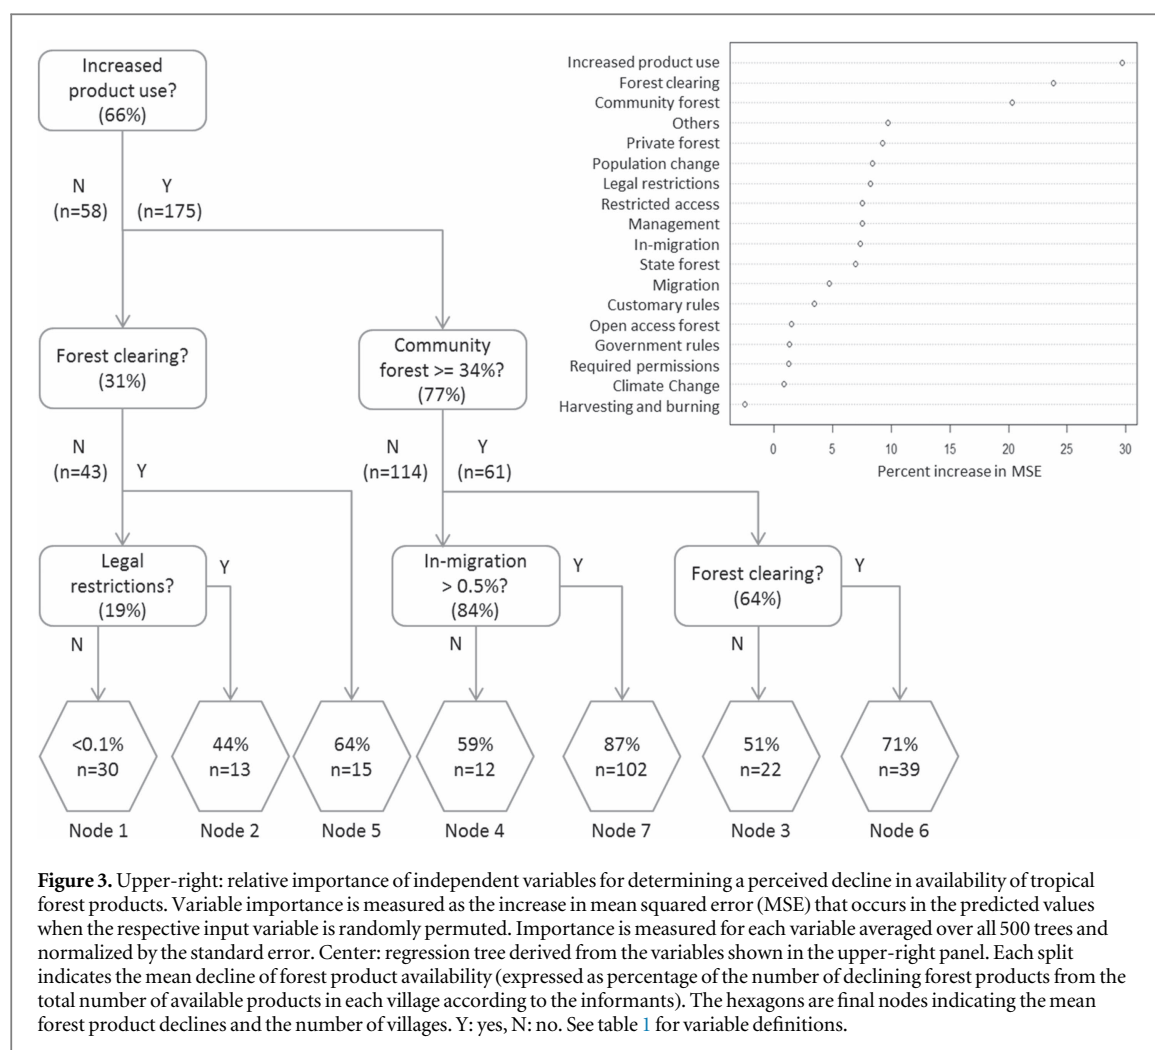 Increased
product use?
(66%)
N
(n=58)
Y
(n=175)
Forest clearing?
(31%)
Community
forest >= 34%?
(77%)
N
(n=43)
Y
N
(n=114)
Y
(n=61)
Legal
restrictions?
(19%)
Y
N
In-migration
> 0.5%?
(84%)
Y
N
Forest clearing?
(64%)
Y
N
<0.1%
n=30
44%
n=13
64%
n=15
59%
n=12
87%
n=102
51%
n=22
71%
n=39
Node 1
Node 2
Node 5
Node 4
Node 7
Node 3
Node 6
Increased product use
Forest clearing
Community forest
Others
Private forest
Population change
Legal restrictions
Restricted access
Management
In-migration
State forest
Migration
Customary rules
Open access forest
Government rules
Required permissions
Climate Change
Harvesting and burning
0 5 10 15 20 25 30
Percent increase in MSE
Figure 3. Upper-right: relative importance of independent variables for determining a perceived decline in availability of tropical
forest products. Variable importance is measured as the increase in mean squared error (MSE) that occurs in the predicted values
when the respective input variable is randomly permuted. Importance is measured for each variable averaged over all 500 trees and
normalized by the standard error. Center: regression tree derived from the variables shown in the upper-right panel. Each split
indicates the mean decline of forest product availability (expressed as percentage of the number of declining forest products from the
total number of available products in each village according to the informants). The hexagons are final nodes indicating the mean
forest product declines and the number of villages. Y: yes, N: no. See table 1 for variable definitions.